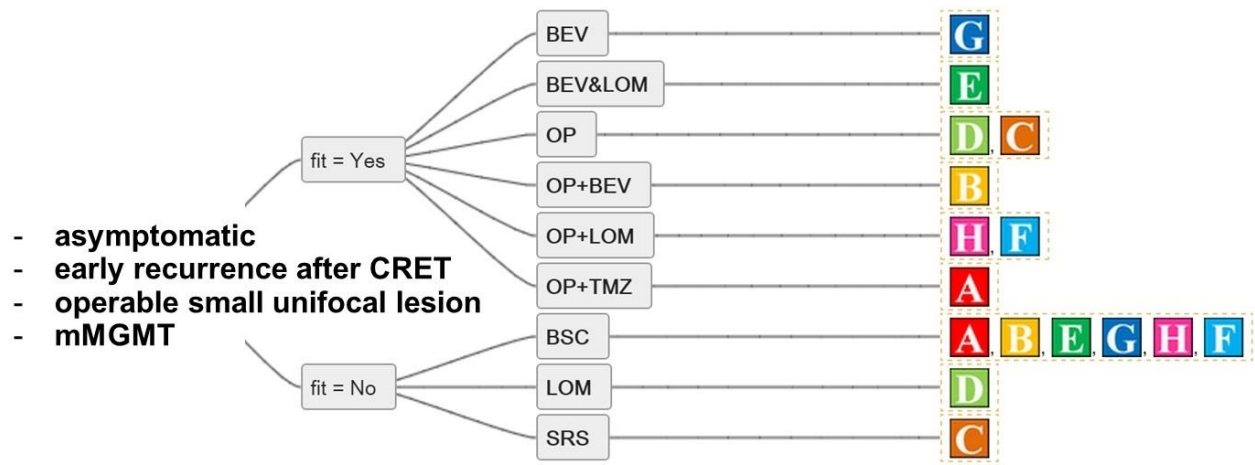 BEV G
BEV&LOM E
OP D, C
fit = Yes
OP+BEV B
- asymptomatic
OP+LOM H, F
- early recurrence after CRET
OP+TMZ A
- operable small unifocal lesion
- mMGMT
BSC A, B, E, G, H, F
fit = No
LOM D
SRS C